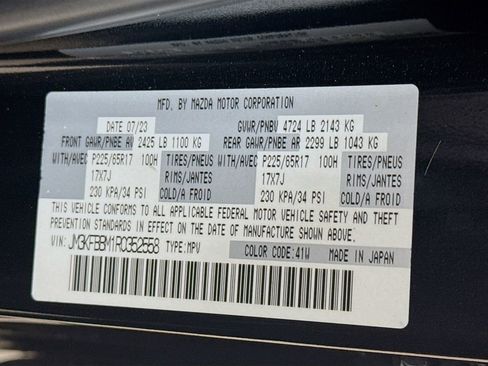 MFD. BY MAZDA MOTOR CORPORATION
DATE 07/23 GVWR/PNBV 4724 LB 2143 KG
FRONT GAWR/PNBE AV 2425 LB 1100 KG REAR GAWR/PNBE AR 2299 LB 1043 KG
WITH/AVEC P225/65R17 100H TIRES/PNEUS WITH/AVEC P225/65R17 100H TIRES/PNEUS
17X7J RIMS/JANTES 17X7J RIMS/JANTES
230 KPA/34 PSI COLD/A FROID 230 KPA/34 PSI COLD/A FROID
THIS VEHICLE CONFORMS TO ALL APPLICABLE FEDERAL MOTOR VEHICLE SAFETY AND THEFT
PREVENTION STANDARDS IN EFFECT ON THE DATE OF MANUFACTURE SHOWN ABOVE.
JM3KFBBM1P0352558 TYPE:MPV COLOR CODE:41W MADE IN JAPAN